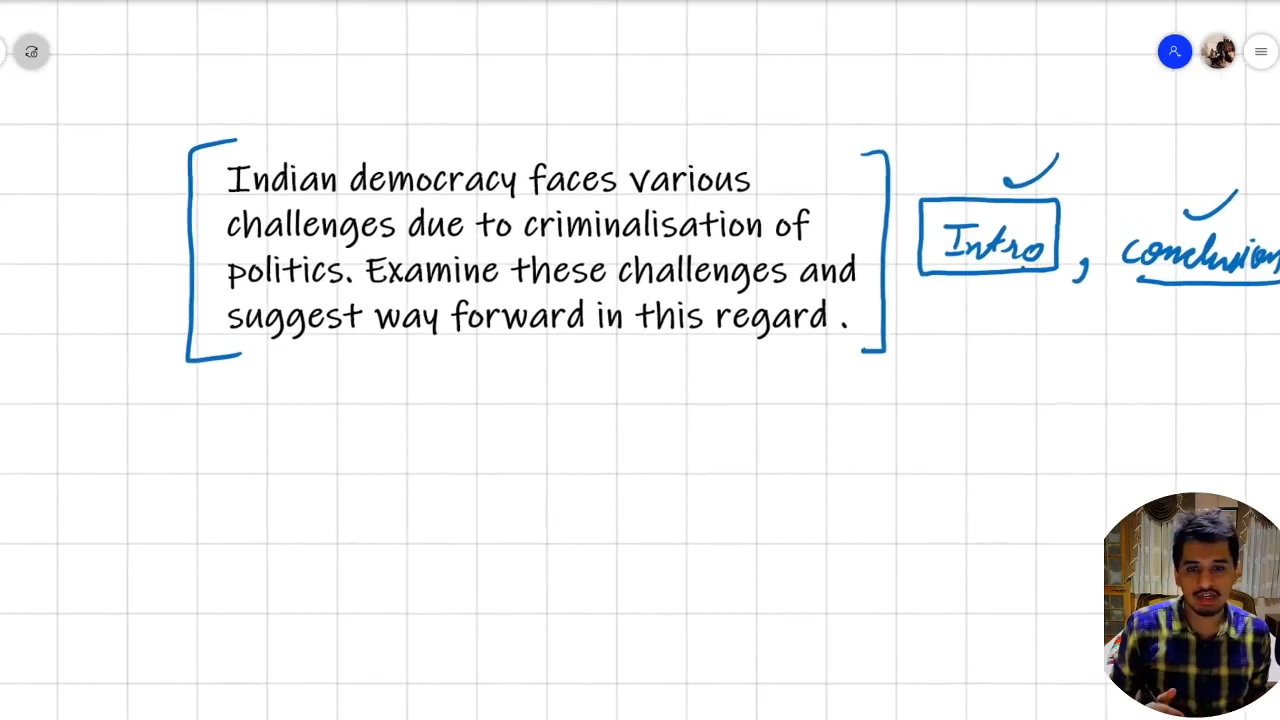 Indian democracy faces various
challenges due to criminalisation of
politics. Examine these challenges and
suggest way forward in this regard .
Intro , conclusion